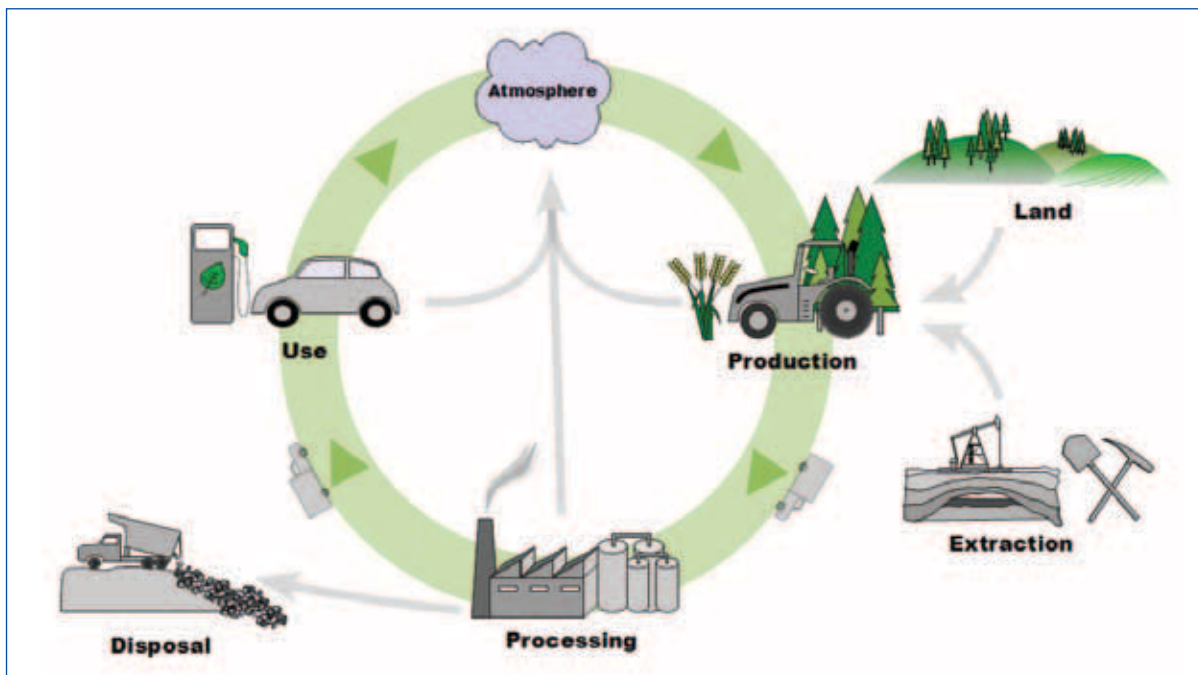 Atmosphere
Land
Use
Production
Extraction
Disposal
Processing